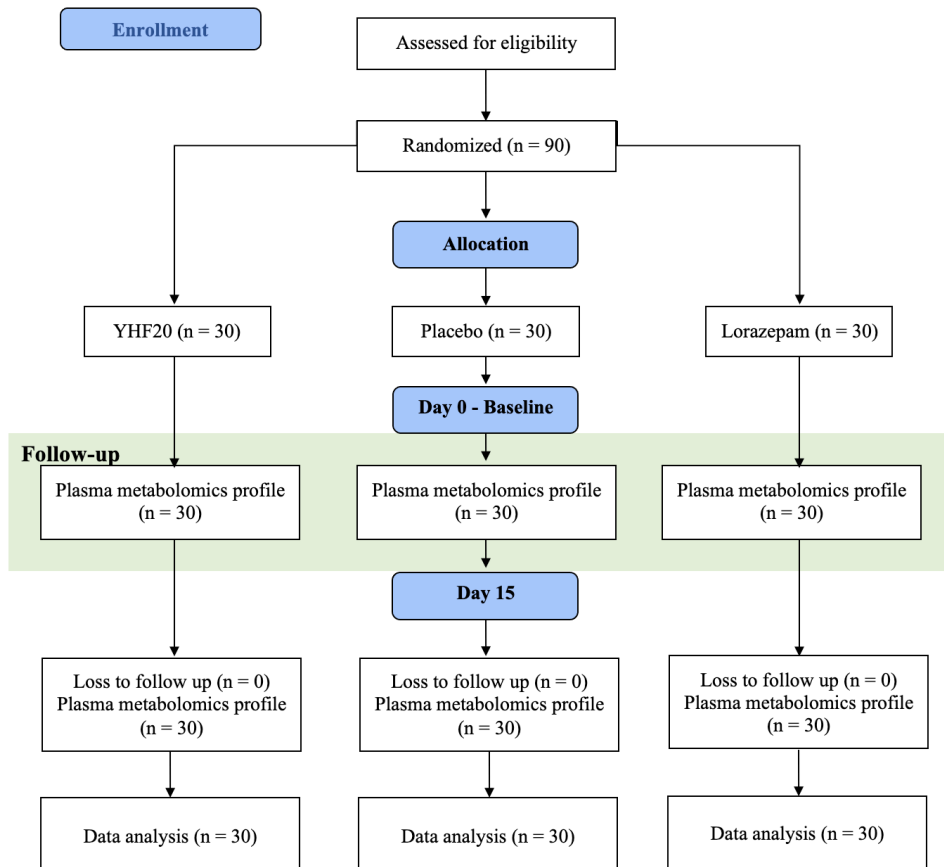 Enrollment
Assessed for eligibility
Randomized (n = 90)
Allocation
YHF20 (n = 30)
Placebo (n = 30)
Lorazepam (n = 30)
Day 0 - Baseline
Follow-up
Plasma metabolomics profile
(n = 30)
Plasma metabolomics profile
(n = 30)
Plasma metabolomics profile
(n = 30)
Day 15
Loss to follow up (n = 0)
Plasma metabolomics profile
(n = 30)
Loss to follow up (n = 0)
Plasma metabolomics profile
(n = 30)
Loss to follow up (n = 0)
Plasma metabolomics profile
(n = 30)
Data analysis (n = 30)
Data analysis (n = 30)
Data analysis (n = 30)